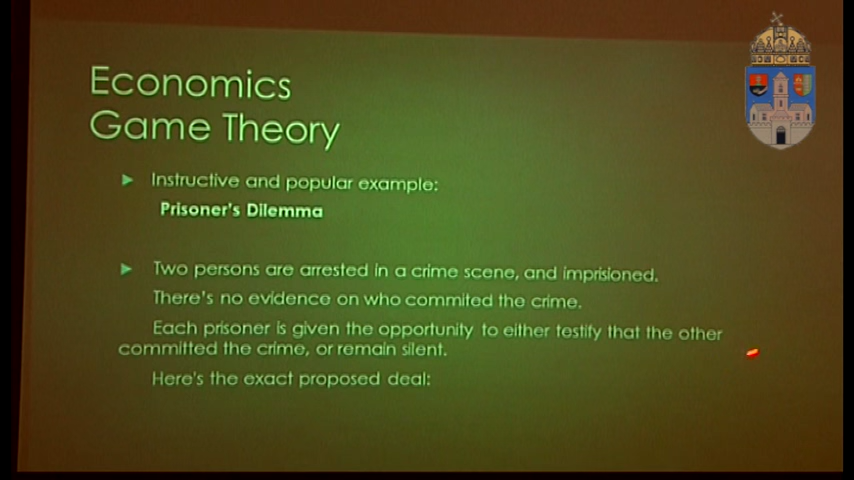 Economics
Game Theory
Instructive and popular example:
Prisoner's Dilemma
Two persons are arrested in a crime scene, and imprisioned.
There's no evidence on who commited the crime.
Each prisoner is given the opportunity to either testify that the other
committed the crime, or remain silent.
Here's the exact proposed deal: